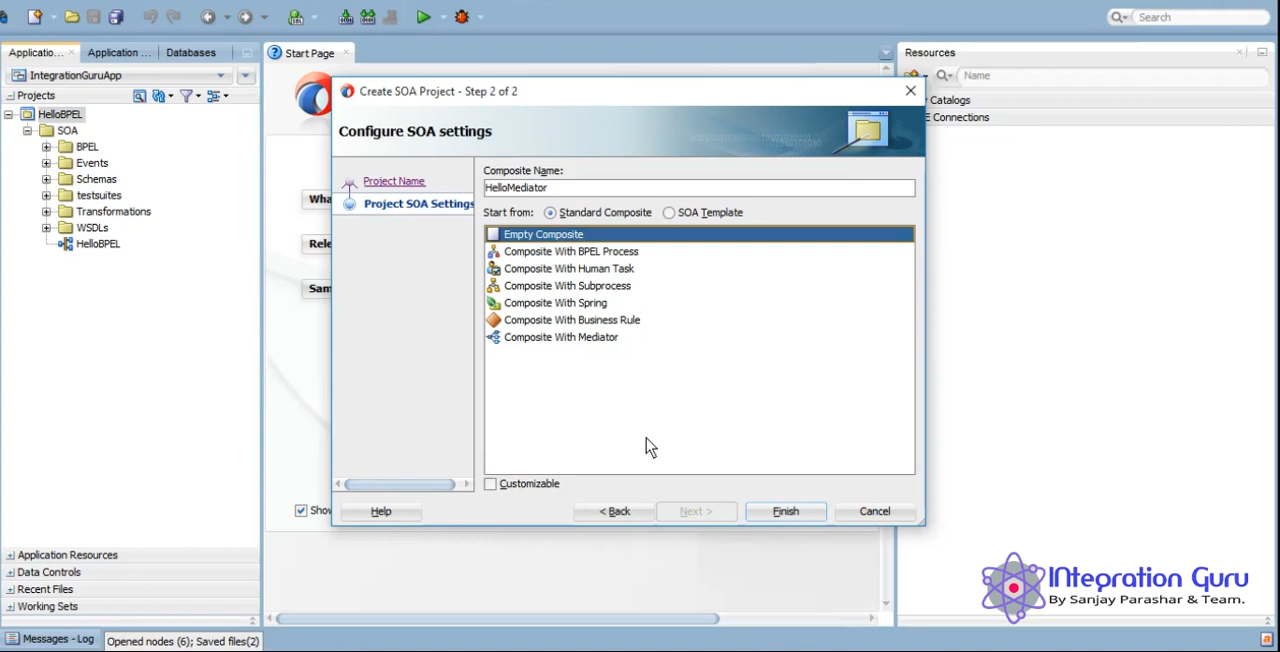 Search
Applicatio...
Application ...
Databases
Start Page
Resources
IntegrationGuruApp
Projects
Name
HelloBPEL
SOA
BPEL
Events
Schemas
testsuites
Transformations
WSDLs
HelloBPEL
Catalogs
E Connections
Wha
Rele
Sam
Create SOA Project - Step 2 of 2
Configure SOA settings
Project Name
Project SOA Settings
Composite Name:
HelloMediator
Start from: Standard Composite SOA Template
Empty Composite
Composite With BPEL Process
Composite With Human Task
Composite With Subprocess
Composite With Spring
Composite With Business Rule
Composite With Mediator
Customizable
Show
Help
< Back
Next >
Finish
Cancel
Application Resources
Data Controls
Recent Files
Working Sets
INtegration Guru
By Sanjay Parashar & Team.
Messages - Log
Opened nodes (6); Saved files(2)